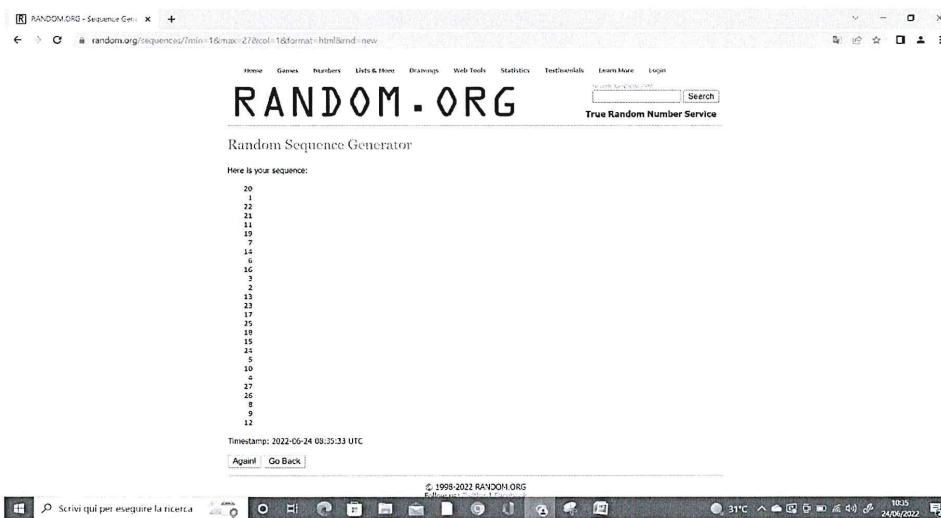 RANDOM.ORG - Sequence Gen
random.org/sequences/?min=1&max=27&col=1&format=html&rnd=new
Home Games Numbers Lists & More Drawings Web Tools Statistics Testimonials Learn More Login
RANDOM.ORG
Search
True Random Number Service
Random Sequence Generator
Here is your sequence:
20
1
22
21
11
19
7
14
6
16
3
2
13
23
17
25
18
15
24
5
10
4
27
26
8
9
12
Timestamp: 2022-06-24 08:35:33 UTC
Again! Go Back
© 1998-2022 RANDOM.ORG
Scrivi qui per eseguire la ricerca
31°C
10:35
24/06/2022